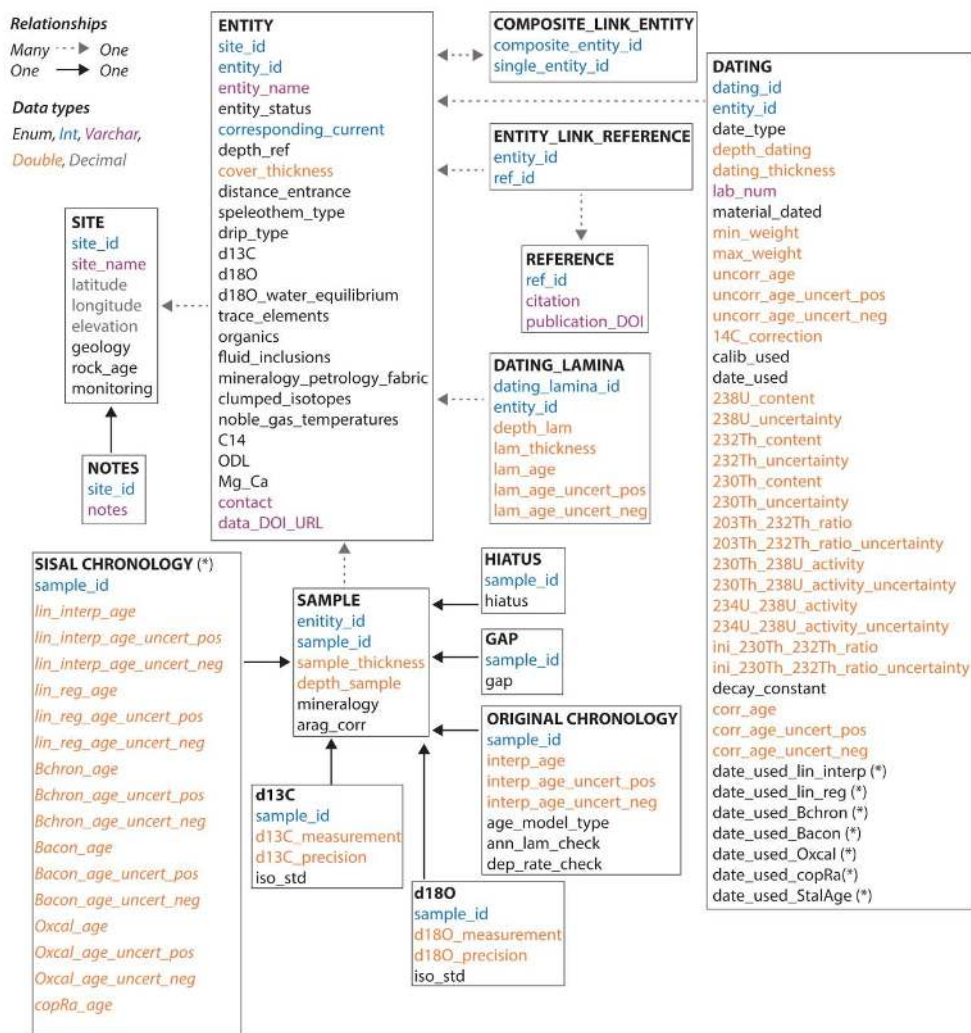 Relationships
Many One
One One
Data types
Enum, Int, Varchar,
Double, Decimal
SITE
site_id
site_name
latitude
longitude
elevation
geology
rock_age
monitoring
NOTES
site_id
notes
ENTITY
site_id
entity_id
entity_name
entity_status
corresponding_current
depth_ref
cover_thickness
distance_entrance
speleothem_type
drip_type
d13C
d18O
d18O_water_equilibrium
trace_elements
organics
fluid_inclusions
mineralogy_petrology_fabric
clumped_isotopes
noble_gas_temperatures
C14
ODL
Mg_Ca
contact
data_DOI_URL
COMPOSITE_LINK_ENTITY
composite_entity_id
single_entity_id
ENTITY_LINK_REFERENCE
entity_id
ref_id
REFERENCE
ref_id
citation
publication_DOI
DATING_LAMINA
dating_lamina_id
entity_id
depth_lam
lam_thickness
lam_age
lam_age_uncert_pos
lam_age_uncert_neg
DATING
dating_id
entity_id
date_type
depth_dating
dating_thickness
lab_num
material_dated
min_weight
max_weight
uncorr_age
uncorr_age_uncert_pos
uncorr_age_uncert_neg
14C_correction
calib_used
date_used
238U_content
238U_uncertainty
232Th_content
232Th_uncertainty
230Th_content
230Th_uncertainty
203Th_232Th_ratio
203Th_232Th_ratio_uncertainty
230Th_238U_activity
230Th_238U_activity_uncertainty
234U_238U_activity
234U_238U_activity_uncertainty
ini_230Th_232Th_ratio
ini_230Th_232Th_ratio_uncertainty
decay_constant
corr_age
corr_age_uncert_pos
corr_age_uncert_neg
date_used_lin_interp (*)
date_used_lin_reg (*)
date_used_Bchron (*)
date_used_Bacon (*)
date_used_Oxcal (*)
date_used_copRa(*)
date_used_StalAge (*)
SISAL CHRONOLOGY (*)
sample_id
lin_interp_age
lin_interp_age_uncert_pos
lin_interp_age_uncert_neg
lin_reg_age
lin_reg_age_uncert_pos
lin_reg_age_uncert_neg
Bchron_age
Bchron_age_uncert_pos
Bchron_age_uncert_neg
Bacon_age
Bacon_age_uncert_pos
Bacon_age_uncert_neg
Oxcal_age
Oxcal_age_uncert_pos
Oxcal_age_uncert_neg
copRa_age
SAMPLE
enitity_id
sample_id
sample_thickness
depth_sample
mineralogy
arag_corr
HIATUS
sample_id
hiatus
GAP
sample_id
gap
ORIGINAL CHRONOLOGY
sample_id
interp_age
interp_age_uncert_pos
interp_age_uncert_neg
age_model_type
ann_lam_check
dep_rate_check
d13C
sample_id
d13C_measurement
d13C_precision
iso_std
d18O
sample_id
d18O_measurement
d18O_precision
iso_std